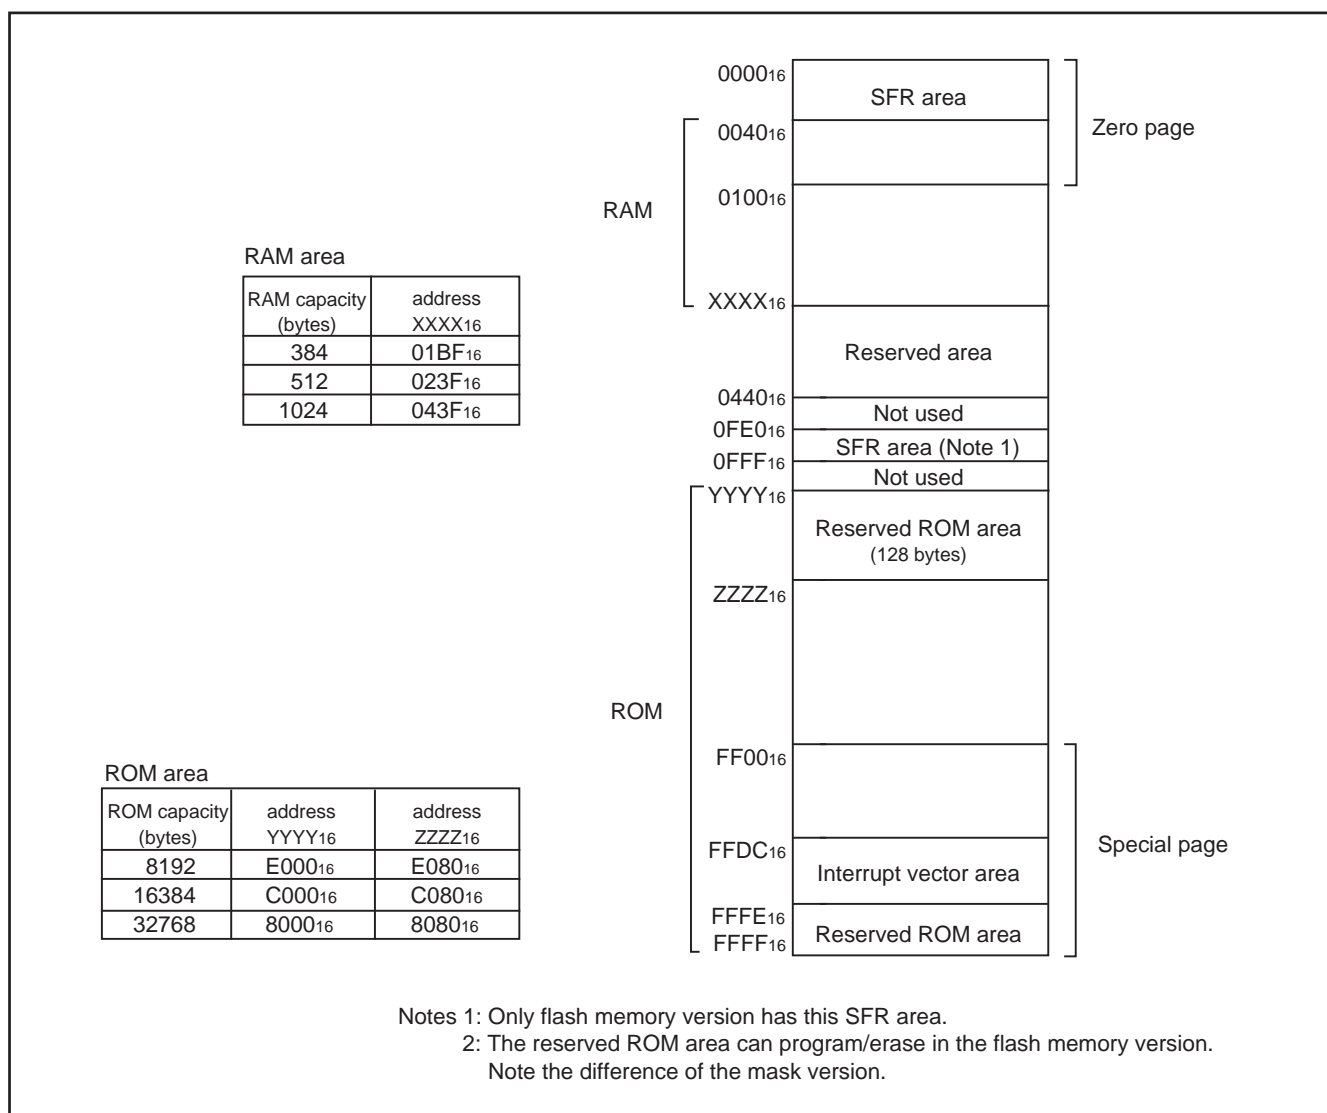 000016
SFR area
Zero page
004016
RAM
010016
RAM area
RAM capacity (bytes) address XXXX16
384 01BF16
512 023F16
1024 043F16
XXXX16
Reserved area
044016
Not used
0FE016
SFR area (Note 1)
0FFF16
Not used
YYYY16
Reserved ROM area
(128 bytes)
ZZZZ16
ROM
FF0016
ROM area
ROM capacity (bytes) address YYYY16 address ZZZZ16
8192 E00016 E08016
16384 C00016 C08016
32768 800016 808016
FFDC16
Interrupt vector area
Special page
FFFE16
Reserved ROM area
FFFF16
Notes 1: Only flash memory version has this SFR area.
2: The reserved ROM area can program/erase in the flash memory version.
Note the difference of the mask version.